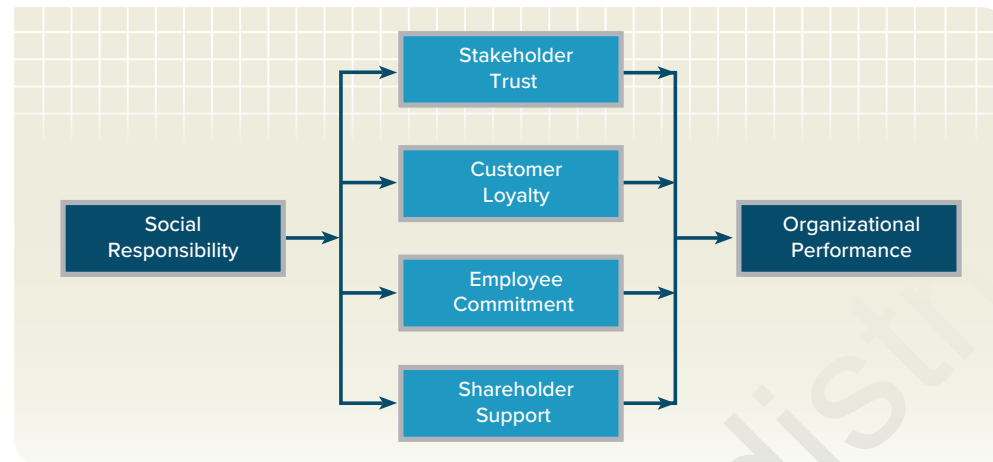 Stakeholder
Trust
Customer
Loyalty
Social
Responsibility
Organizational
Performance
Employee
Commitment
Shareholder
Support